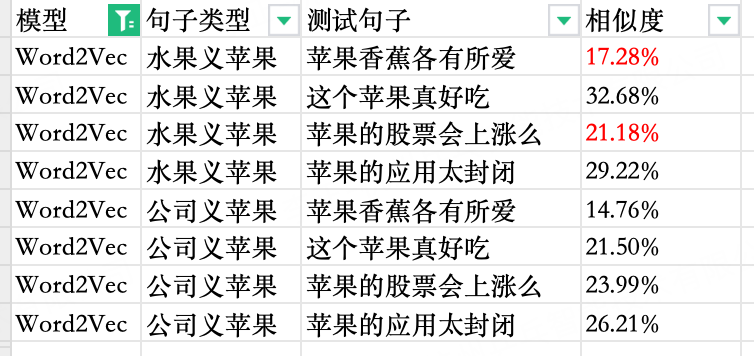 模型 句子类型 测试句子 相似度
Word2Vec 水果义苹果 苹果香蕉各有所爱 17.28%
Word2Vec 水果义苹果 这个苹果真好吃 32.68%
Word2Vec 水果义苹果 苹果的股票会上涨么 21.18%
Word2Vec 水果义苹果 苹果的应用太封闭 29.22%
Word2Vec 公司义苹果 苹果香蕉各有所爱 14.76%
Word2Vec 公司义苹果 这个苹果真好吃 21.50%
Word2Vec 公司义苹果 苹果的股票会上涨么 23.99%
Word2Vec 公司义苹果 苹果的应用太封闭 26.21%